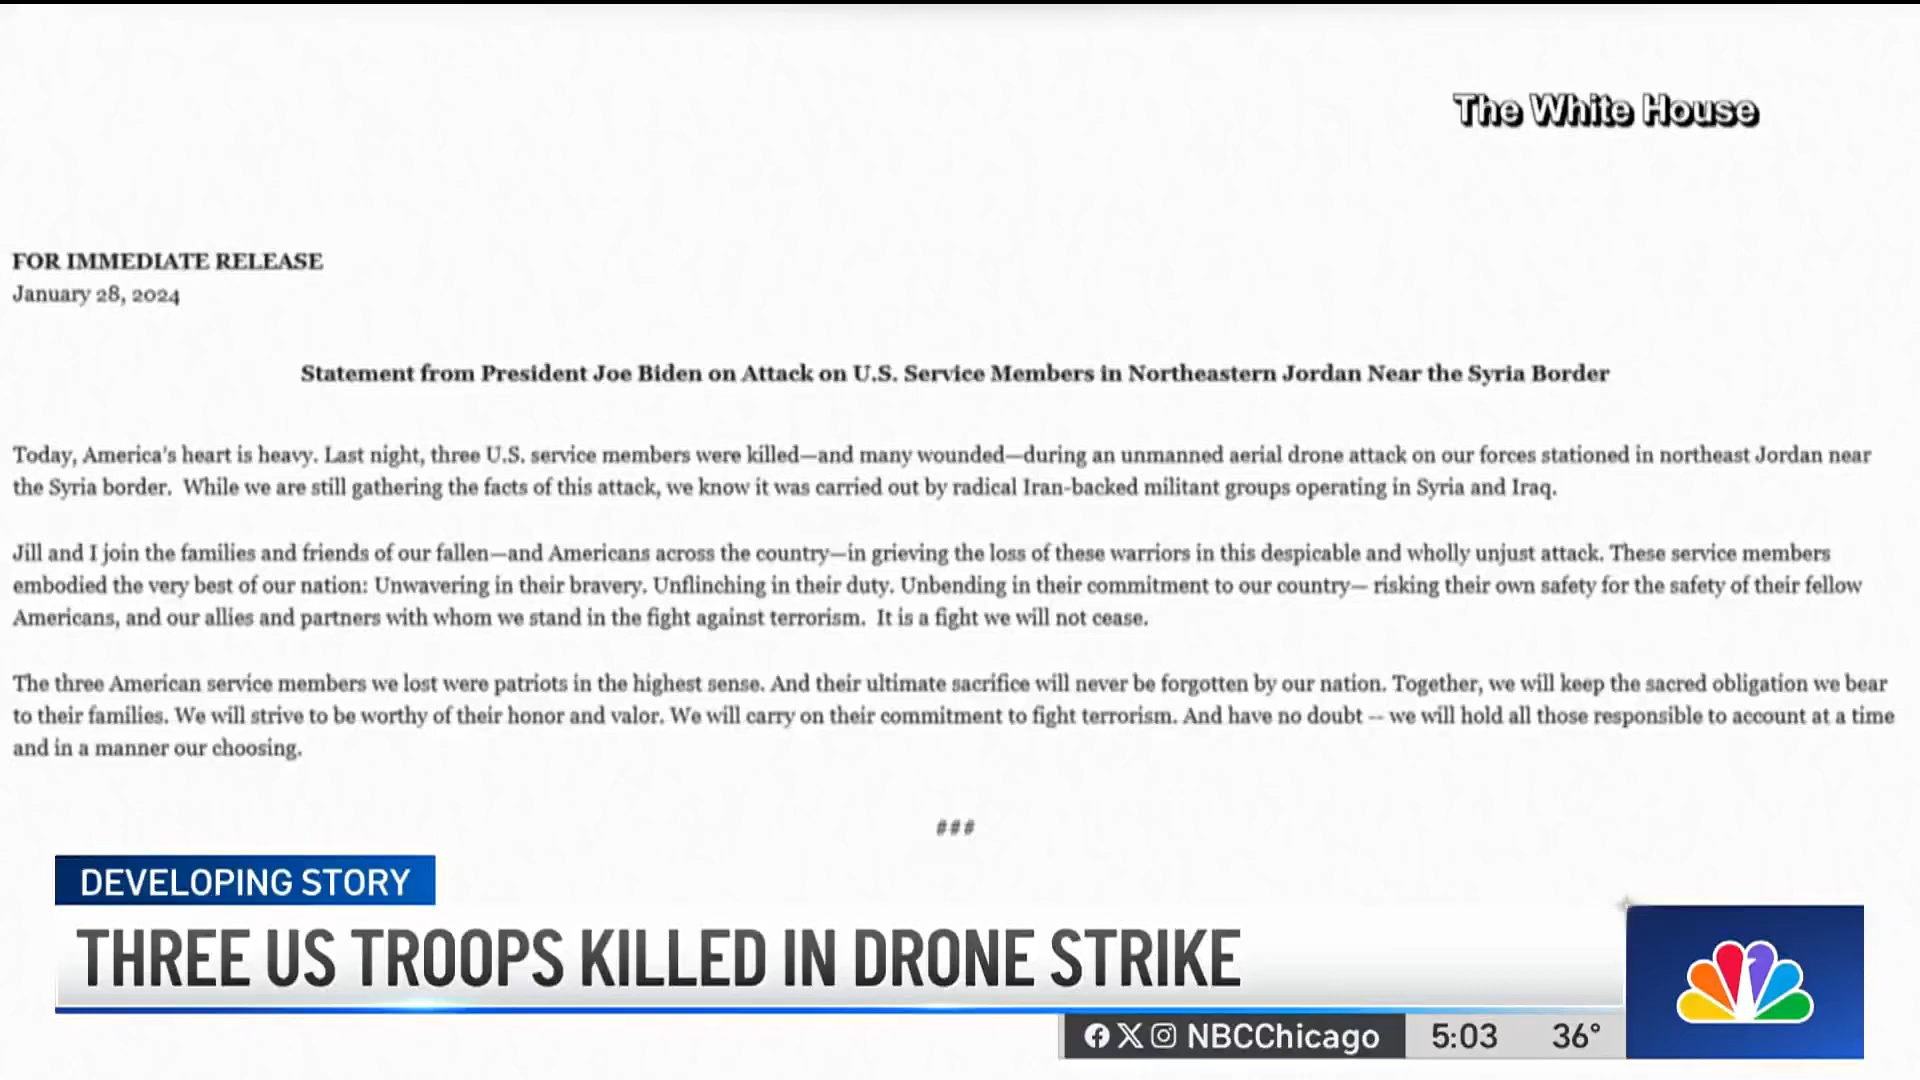 The White House
FOR IMMEDIATE RELEASE
January 28, 2024
Statement from President Joe Biden on Attack on U.S. Service Members in Northeastern Jordan Near the Syria Border
Today, America's heart is heavy. Last night, three U.S. service members were killed—and many wounded—during an unmanned aerial drone attack on our forces stationed in northeast Jordan near
the Syria border.  While we are still gathering the facts of this attack, we know it was carried out by radical Iran-backed militant groups operating in Syria and Iraq.
Jill and I join the families and friends of our fallen—and Americans across the country—in grieving the loss of these warriors in this despicable and wholly unjust attack. These service members
embodied the very best of our nation: Unwavering in their bravery. Unflinching in their duty. Unbending in their commitment to our country— risking their own safety for the safety of their fellow
Americans, and our allies and partners with whom we stand in the fight against terrorism.  It is a fight we will not cease.
The three American service members we lost were patriots in the highest sense. And their ultimate sacrifice will never be forgotten by our nation. Together, we will keep the sacred obligation we bear
to their families. We will strive to be worthy of their honor and valor. We will carry on their commitment to fight terrorism. And have no doubt -- we will hold all those responsible to account at a time
and in a manner our choosing.
###
DEVELOPING STORY
THREE US TROOPS KILLED IN DRONE STRIKE
NBCChicago 5:03 36°